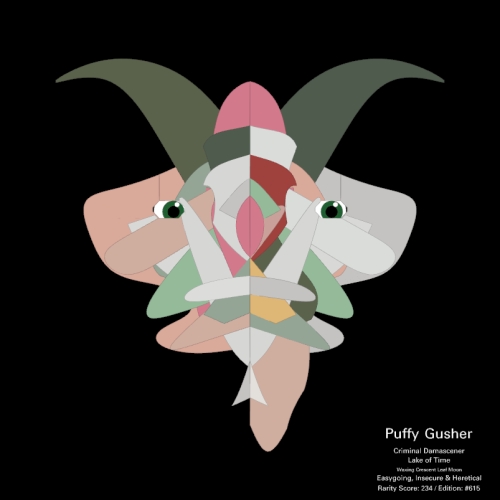 Puffy Gusher
Criminal Damascener
Lake of Time
Waxing Crescent Leaf Moon
Easygoing, Insecure & Heretical
Rarity Score: 234 / Edition: #615